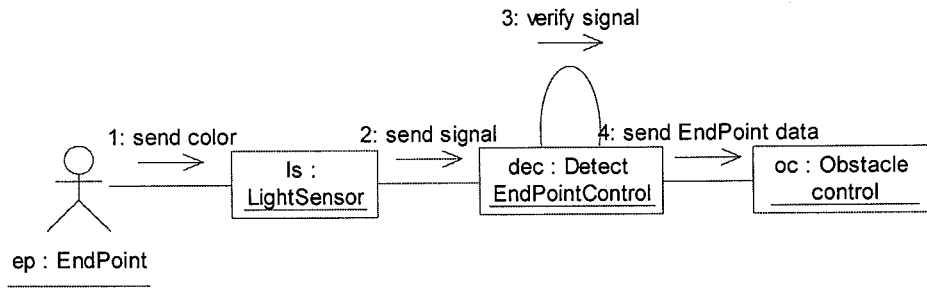 3: verify signal
1: send color
2: send signal
4: send EndPoint data
ls :
LightSensor
dec : Detect
EndPointControl
oc : Obstacle
control
ep : EndPoint